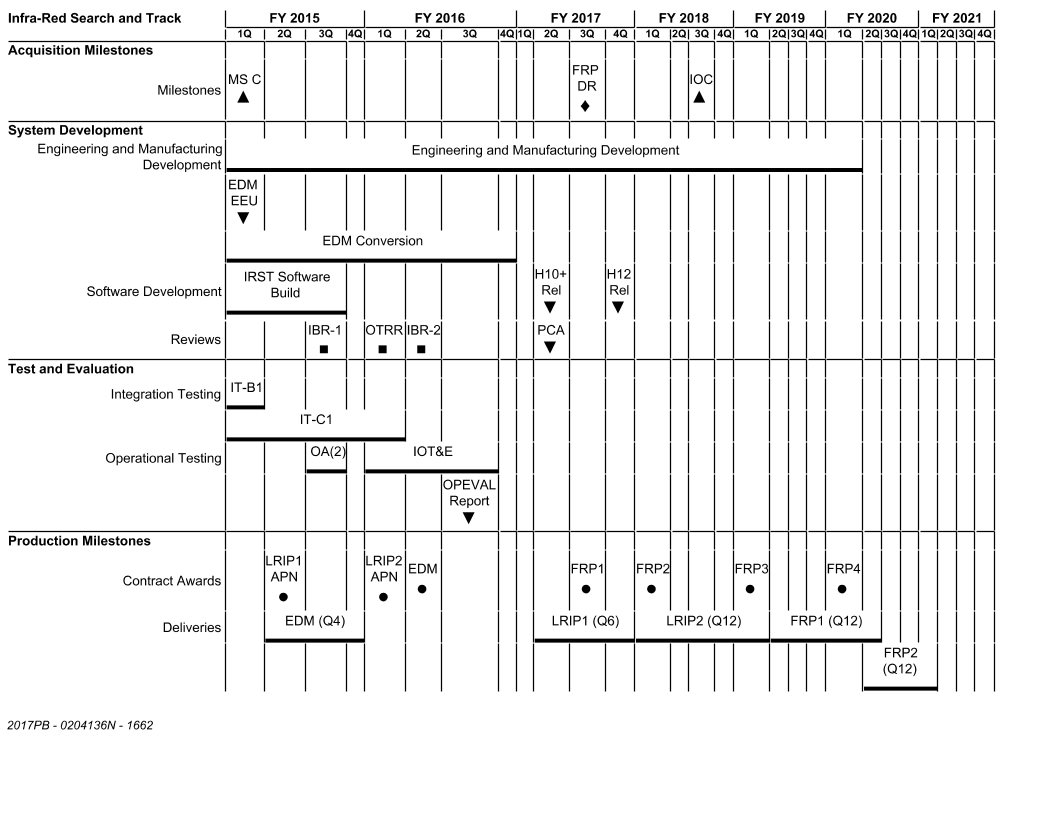 Infra-Red Search and Track FY 2015 FY 2016 FY 2017 FY 2018 FY 2019 FY 2020 FY 2021
1Q 2Q 3Q 4Q 1Q 2Q 3Q 4Q 1Q 2Q 3Q 4Q 1Q 2Q 3Q 4Q 1Q 2Q 3Q 4Q 1Q 2Q 3Q 4Q 1Q 2Q 3Q 4Q
Acquisition Milestones
Milestones
MS C
FRP
DR
IOC
System Development
Engineering and Manufacturing
Development
Engineering and Manufacturing Development
EDM
EEU
EDM Conversion
Software Development
IRST Software
Build
H10+
Rel
H12
Rel
Reviews
IBR-1 OTRR IBR-2 PCA
Test and Evaluation
Integration Testing
IT-B1
IT-C1
Operational Testing
OA(2) IOT&E
OPEVAL
Report
Production Milestones
Contract Awards
LRIP1
APN
LRIP2
APN
EDM FRP1 FRP2 FRP3 FRP4
Deliveries
EDM (Q4) LRIP1 (Q6) LRIP2 (Q12) FRP1 (Q12)
FRP2
(Q12)
2017PB - 0204136N - 1662